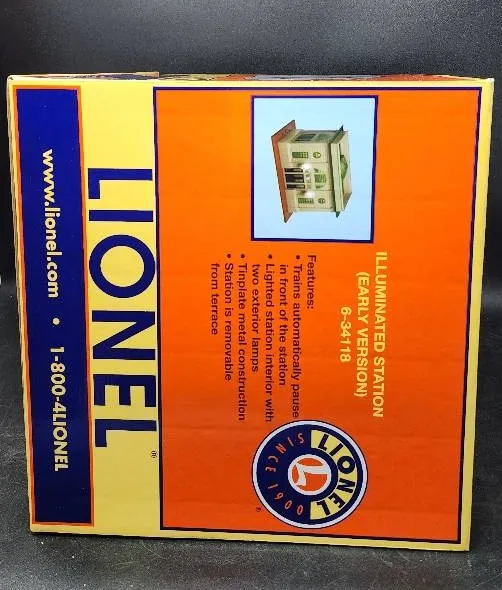 ILLUMINATED STATION
(EARLY VERSION)
6-34118
Features:
• Trains automatically pause
in front of the station
• Lighted station interior with
two exterior lamps
• Tinplate metal construction
• Station is removable
from terrace
LIONEL
SINCE 1900
®
LIONEL®
www.lionel.com • 1-800-4LIONEL